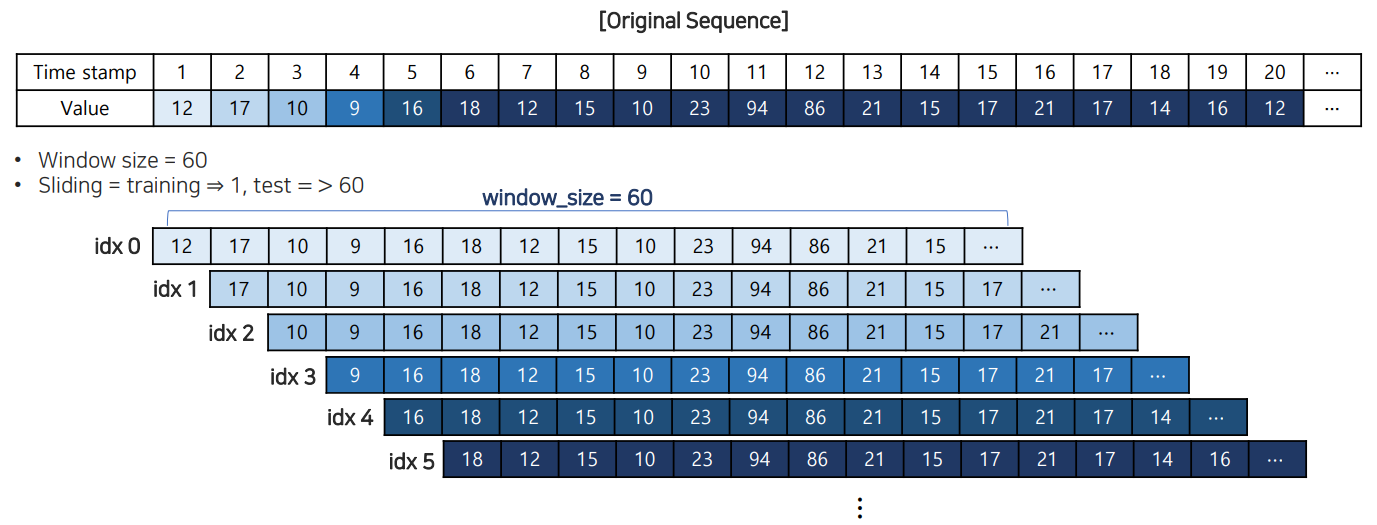 [Original Sequence]
Time stamp 1 2 3 4 5 6 7 8 9 10 11 12 13 14 15 16 17 18 19 20 ···
Value 12 17 10 9 16 18 12 15 10 23 94 86 21 15 17 21 17 14 16 12 ···
• Window size = 60
• Sliding = training ⇒ 1, test = > 60
window_size = 60
idx 0 12 17 10 9 16 18 12 15 10 23 94 86 21 15 ···
idx 1 17 10 9 16 18 12 15 10 23 94 86 21 15 17 ···
idx 2 10 9 16 18 12 15 10 23 94 86 21 15 17 21 ···
idx 3 9 16 18 12 15 10 23 94 86 21 15 17 21 17 ···
idx 4 16 18 12 15 10 23 94 86 21 15 17 21 17 14 ···
idx 5 18 12 15 10 23 94 86 21 15 17 21 17 14 16 ···
⋮